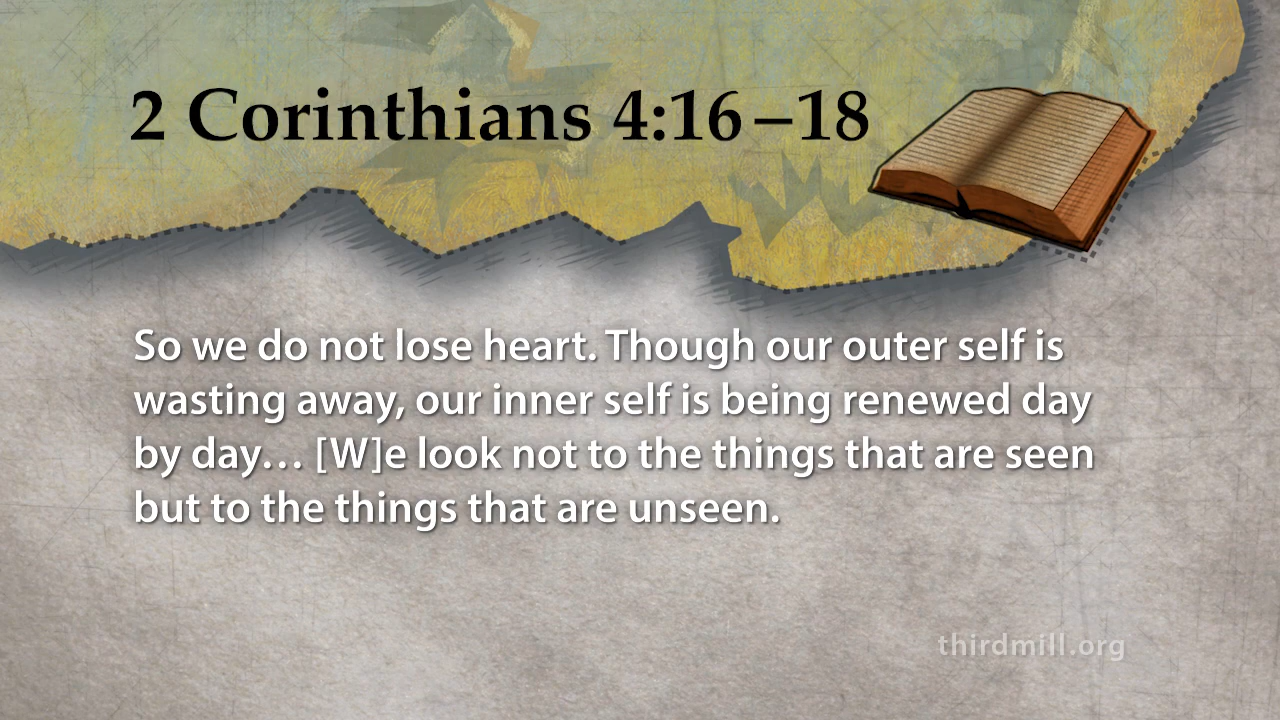 2 Corinthians 4:16–18
So we do not lose heart. Though our outer self is
wasting away, our inner self is being renewed day
by day… [W]e look not to the things that are seen
but to the things that are unseen.
thirdmill.org